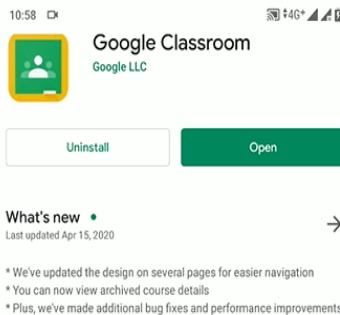 10:58 4G+
Google Classroom
Google LLC
Uninstall Open
What's new
Last updated Apr 15, 2020
* We've updated the design on several pages for easier navigation
* You can now view archived course details
* Plus, we've made additional bug fixes and performance improvements